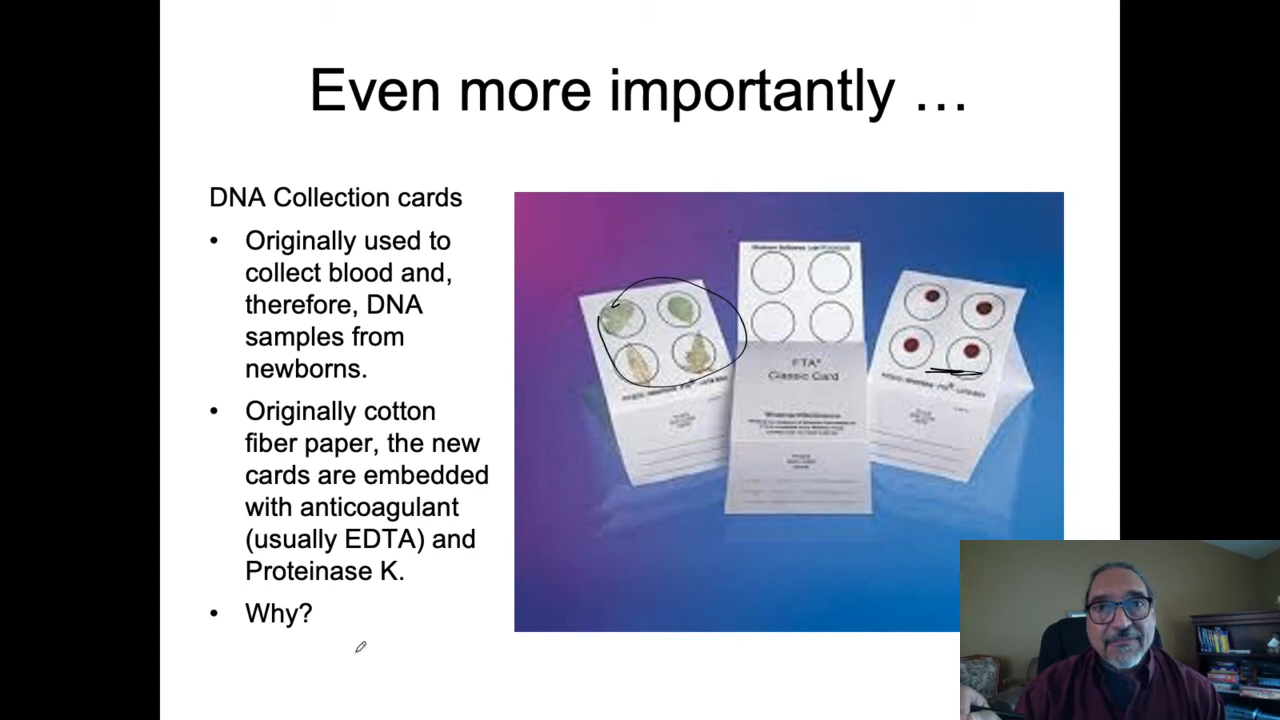 Even more importantly …
DNA Collection cards
• Originally used to
collect blood and,
therefore, DNA
samples from
newborns.
• Originally cotton
fiber paper, the new
cards are embedded
with anticoagulant
(usually EDTA) and
Proteinase K.
• Why?
FTA®
Classic Card